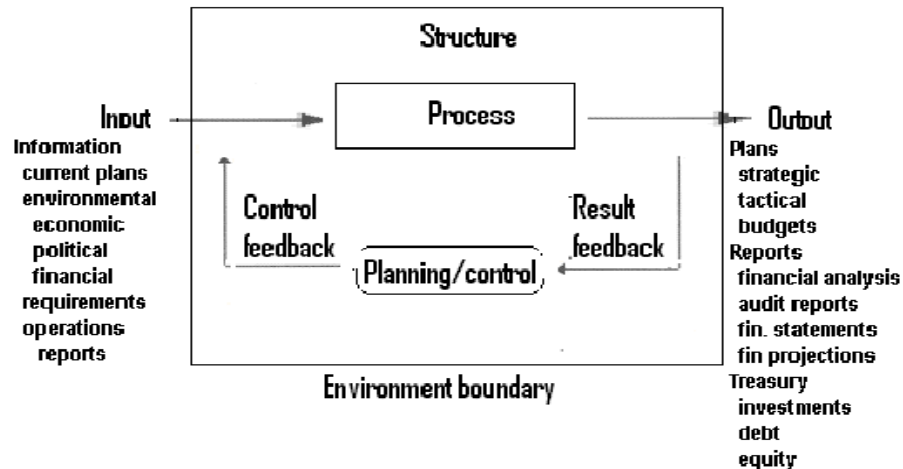 Structure
Process
Input
Information
current plans
environmental
economic
political
financial
requirements
operations
reports
Control
feedback
Result
feedback
Planning/control
Output
Plans
strategic
tactical
budgets
Reports
financial analysis
audit reports
fin. statements
fin projections
Treasury
investments
debt
equity
Environment boundary